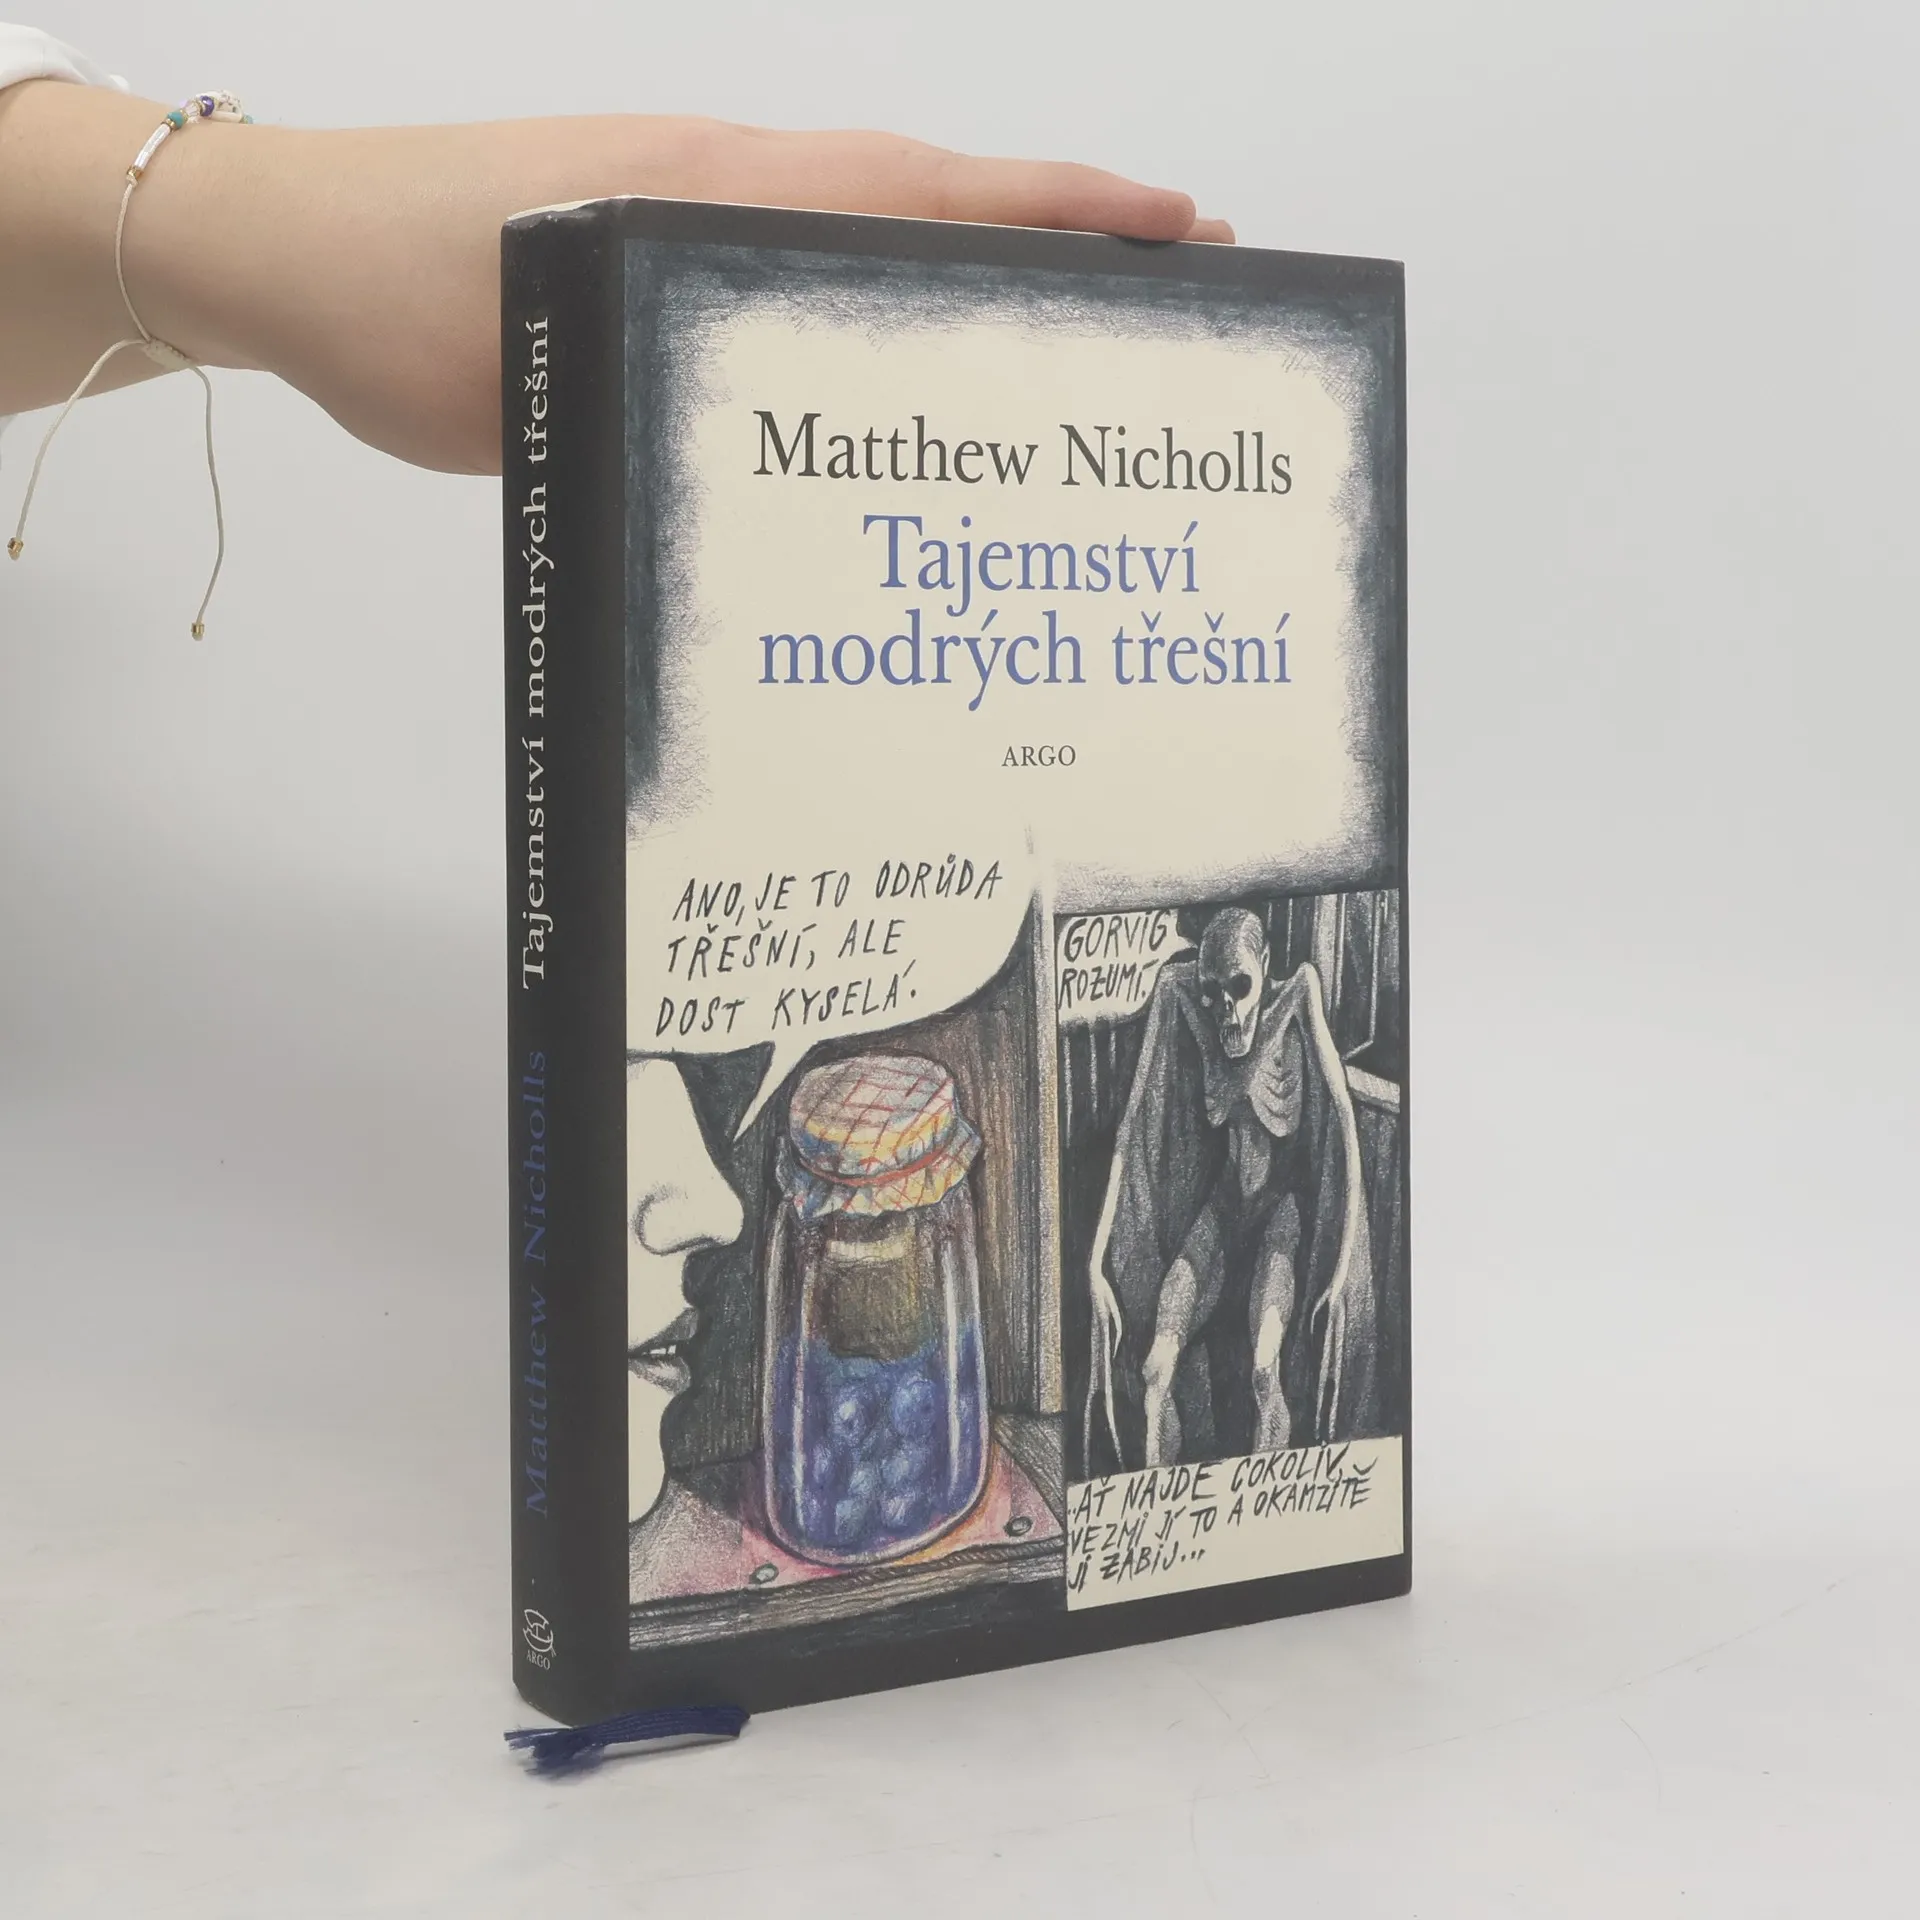 Matthew Nicholls
Tajemství
modrých třešní
ARGO
ANO, JE TO ODRŮDA
TŘEŠNÍ, ALE
DOST KYSELÁ.
GORVIG
ROZUMÍ.
..AŤ NAJDE COKOLIV,
VEZMI JÍ TO A OKAMŽITĚ
JÍ ZABIJ...
Matthew Nicholls Tajemství modrých třešní
ARGO